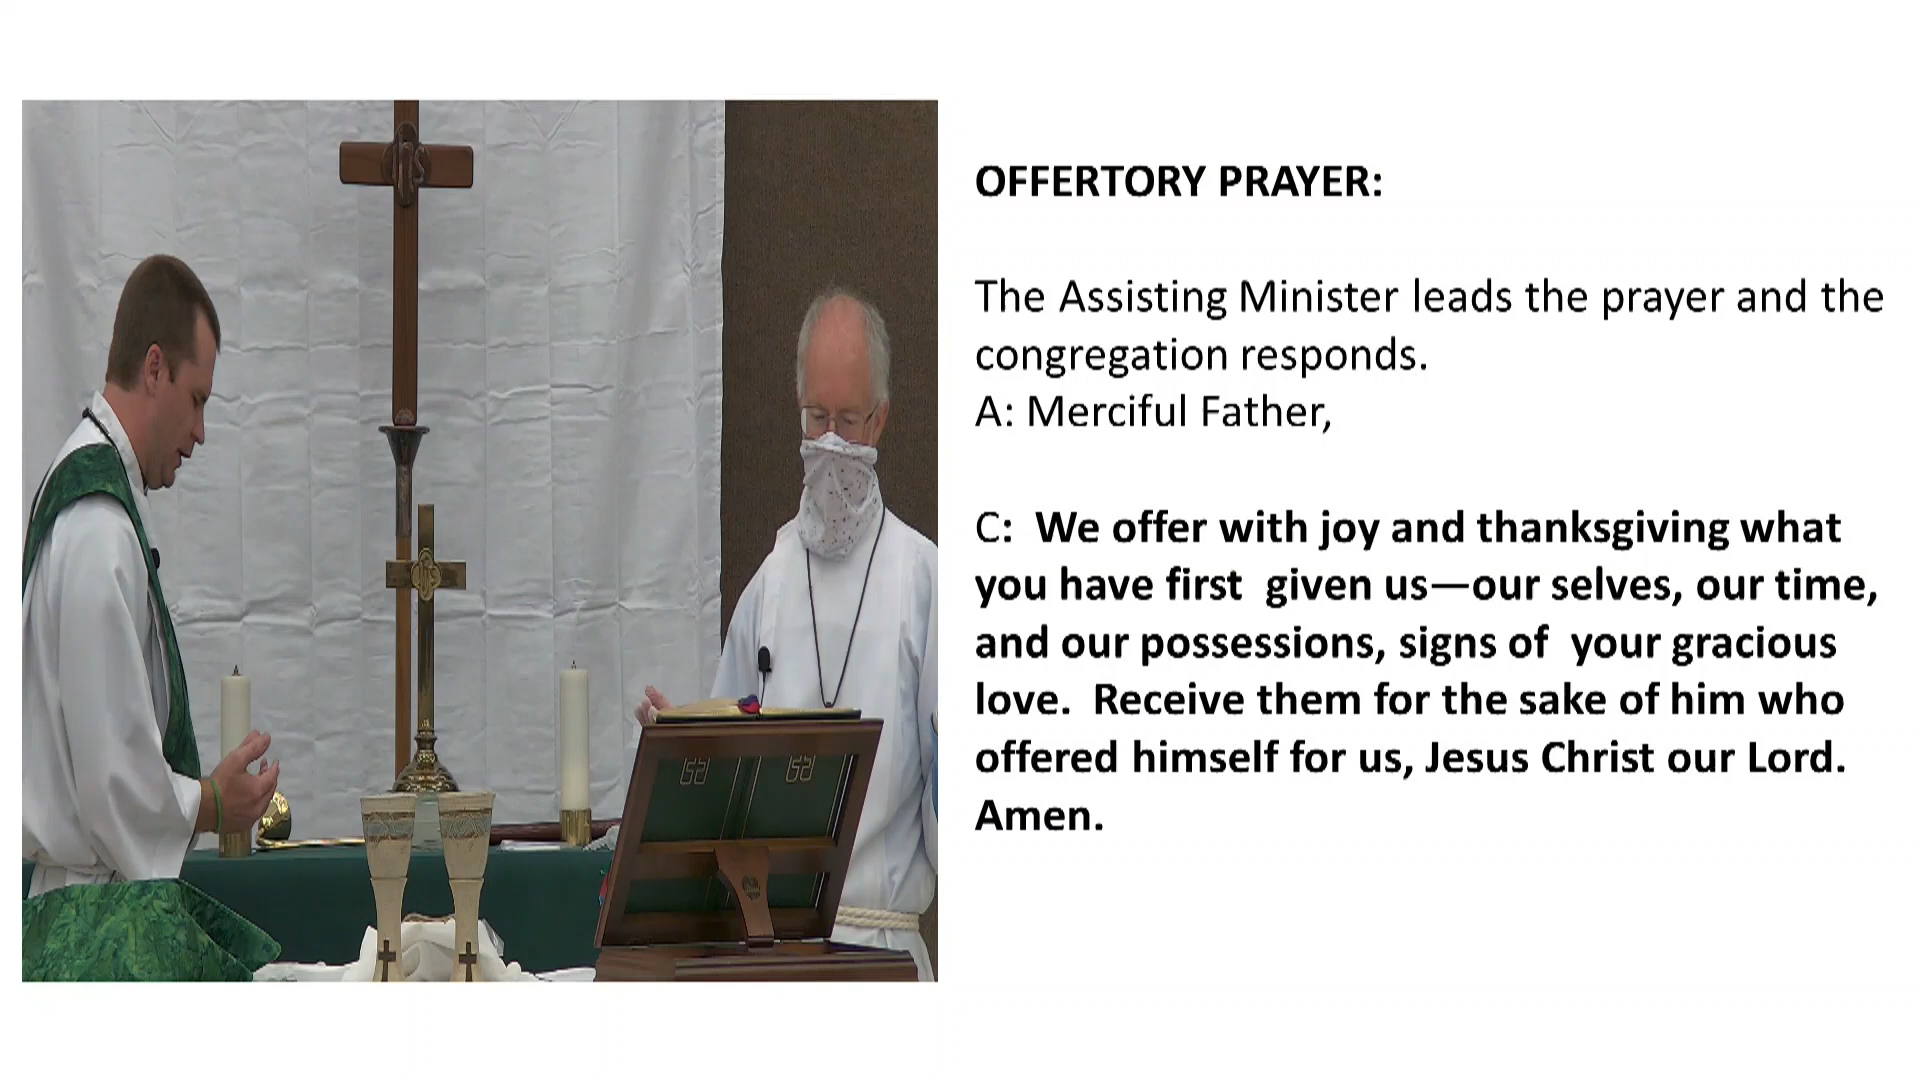 OFFERTORY PRAYER:
The Assisting Minister leads the prayer and the
congregation responds.
A: Merciful Father,
C:  We offer with joy and thanksgiving what
you have first  given us—our selves, our time,
and our possessions, signs of  your gracious
love.  Receive them for the sake of him who
offered himself for us, Jesus Christ our Lord.
Amen.